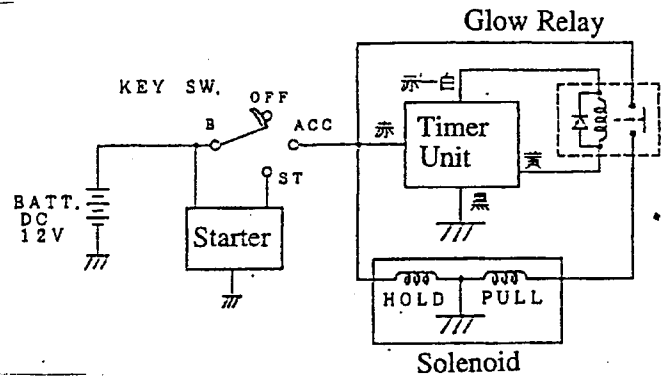 Glow Relay
KEY SW.
OFF
B
ACC
ST
赤
赤-白
Timer
Unit
黄
黒
BATT.
DC
12V
Starter
HOLD
PULL
Solenoid